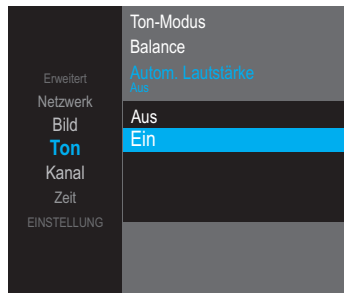 Erweitert
Netzwerk
Bild
Ton
Kanal
Zeit
EINSTELLUNG
Ton-Modus
Balance
Autom. Lautstärke
Aus
Aus
Ein